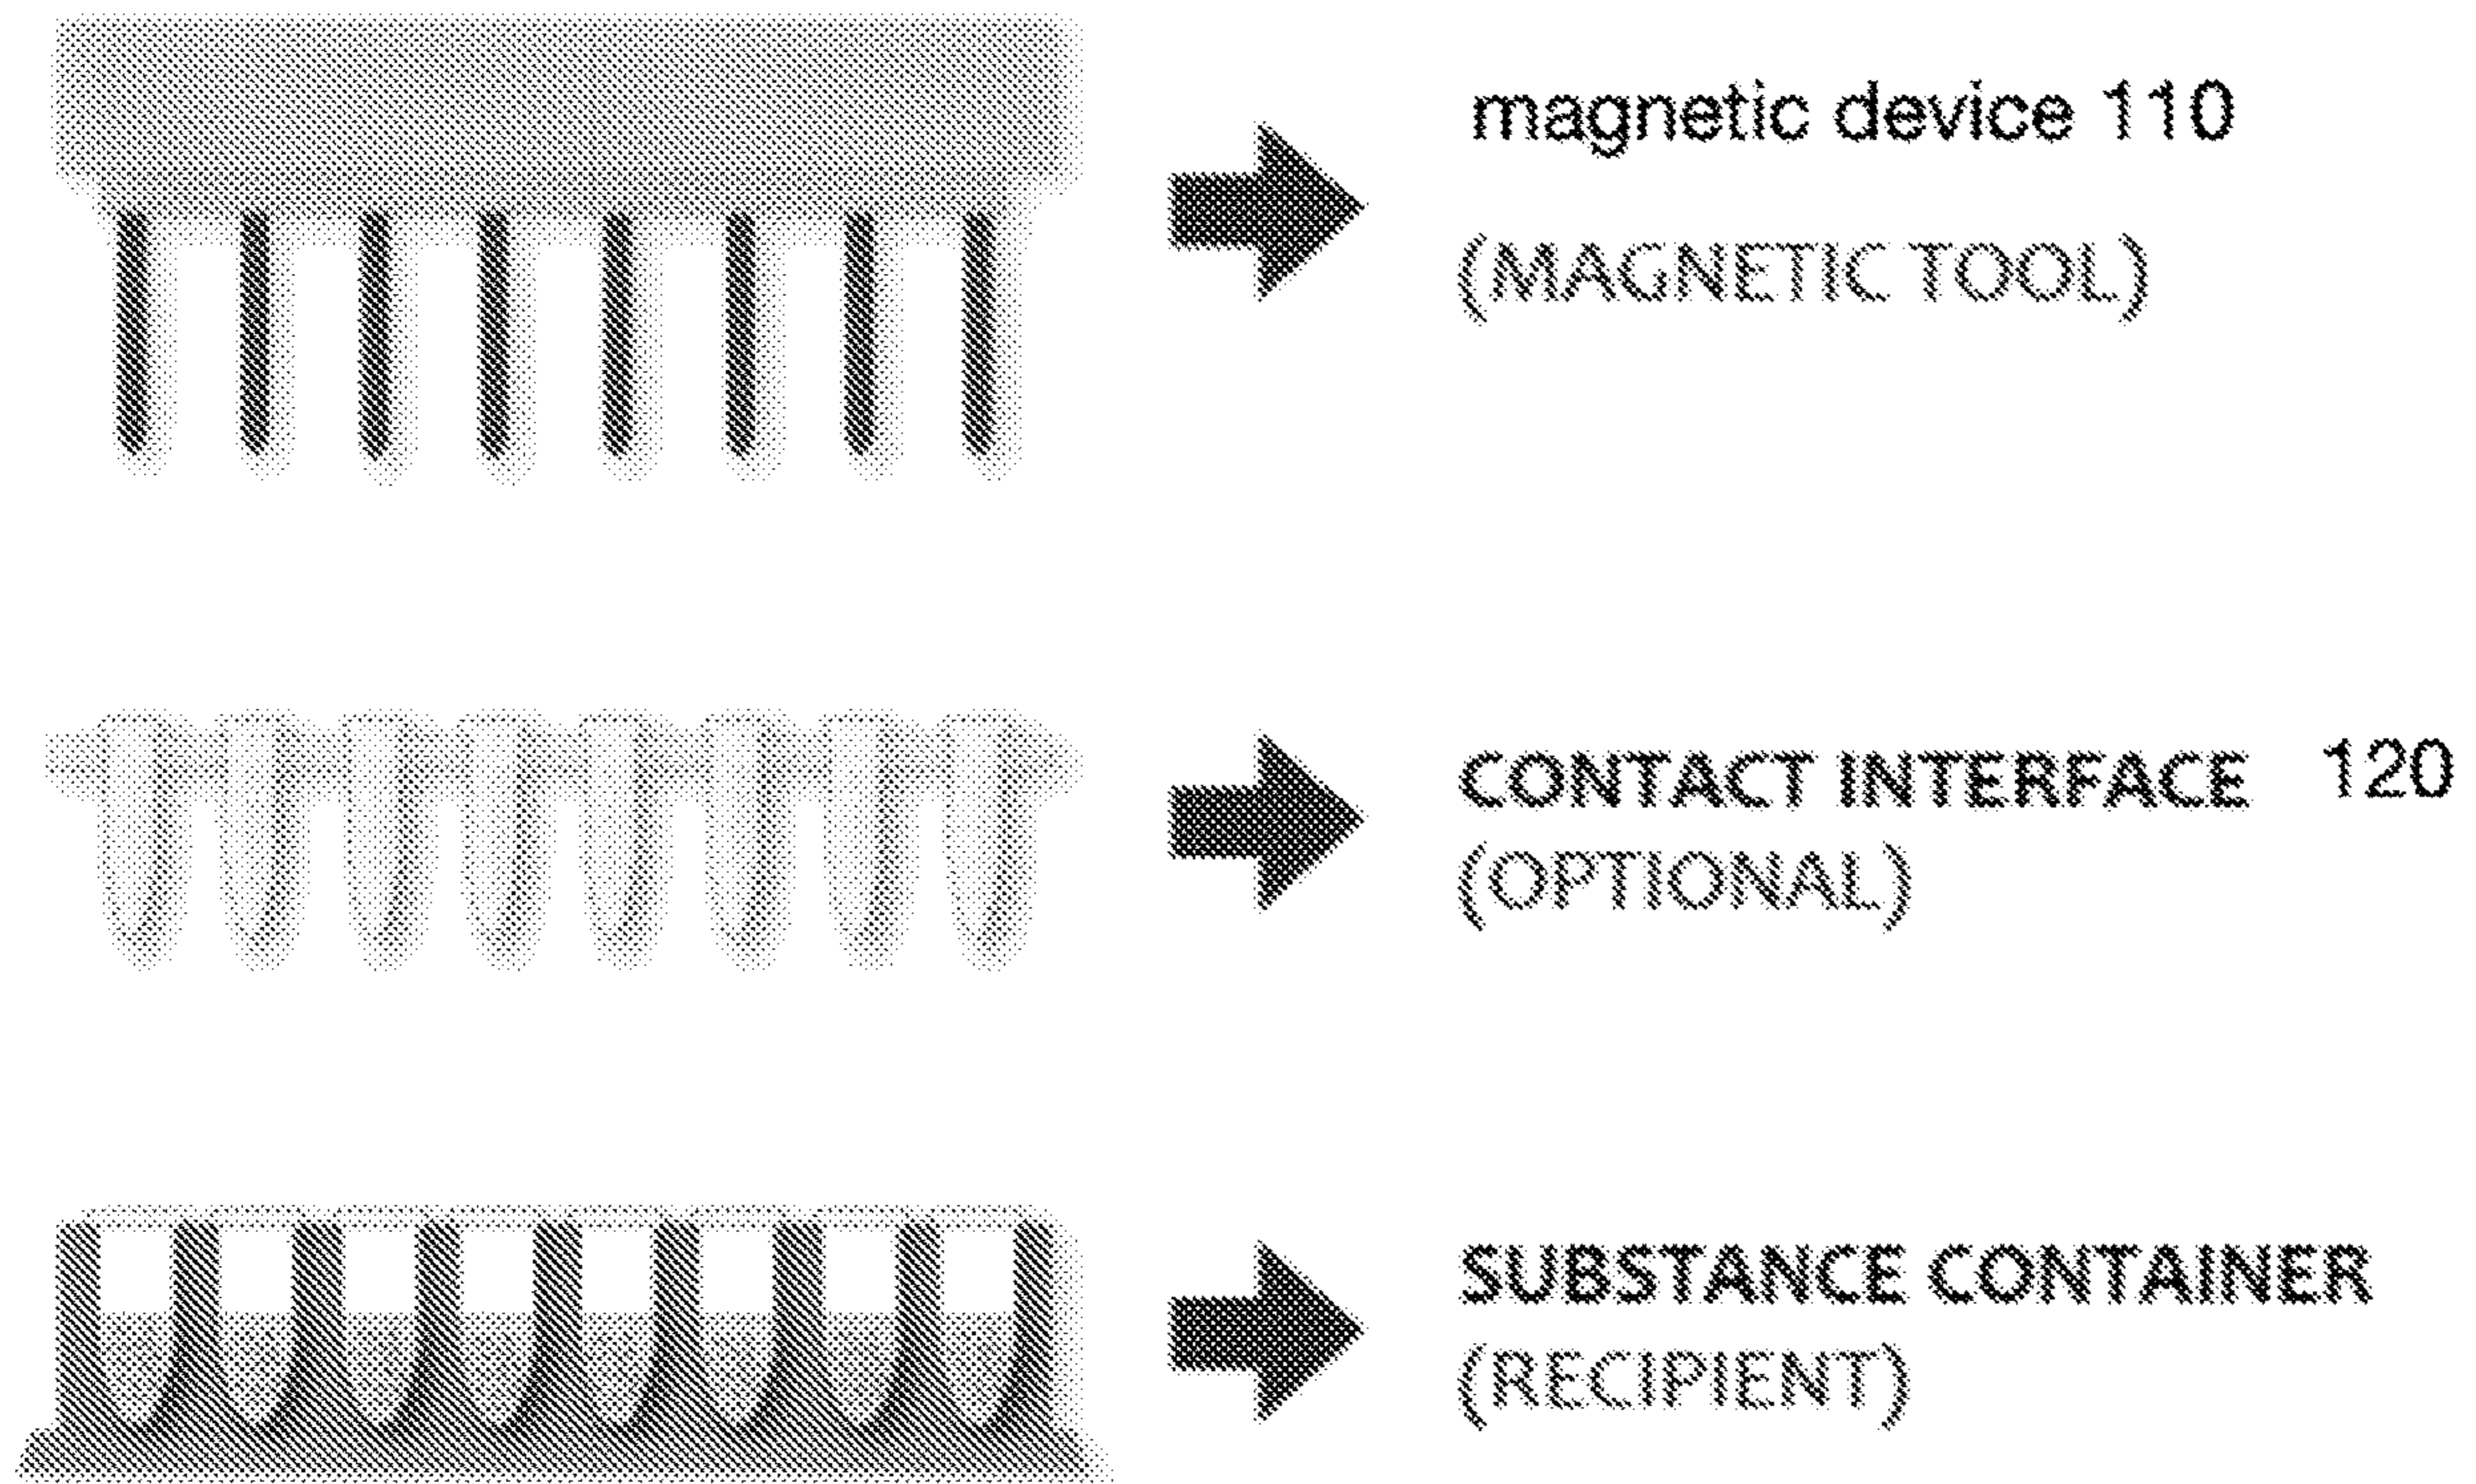 magnetic device 110
(MAGNETIC TOOL)
CONTACT INTERFACE 120
(OPTIONAL)
SUBSTANCE CONTAINER
(RECIPIENT)